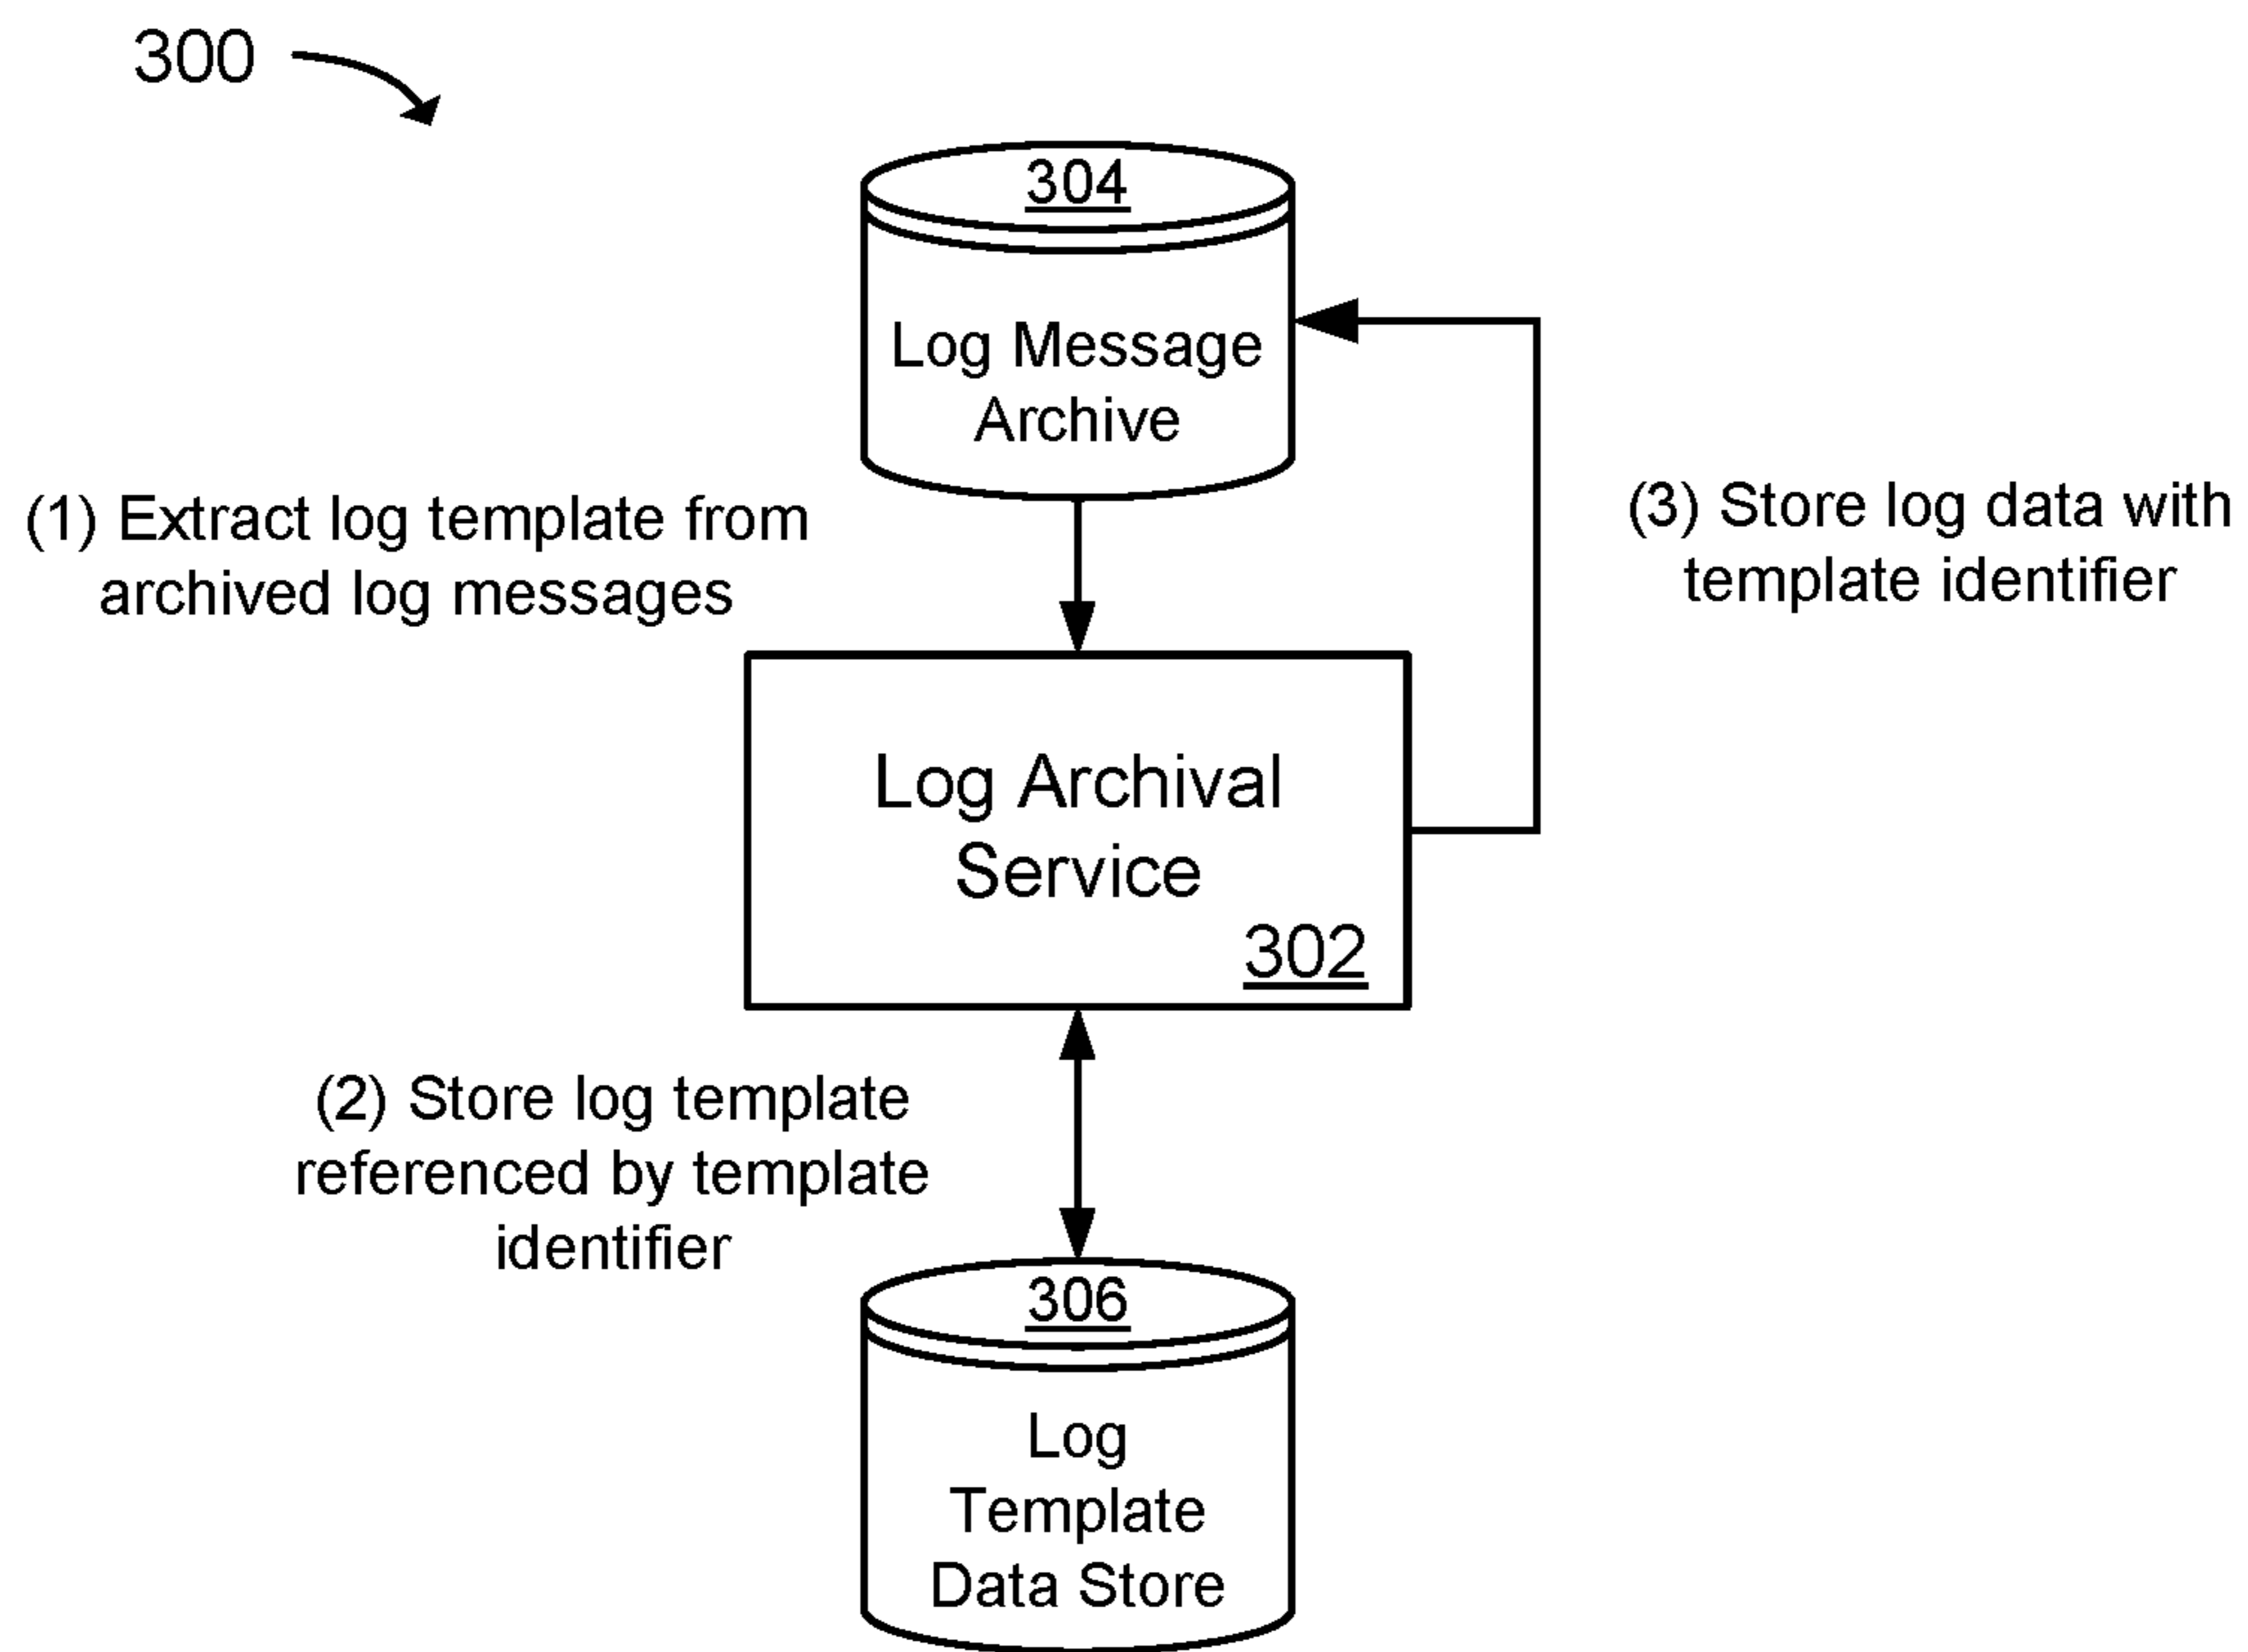 300
304
Log Message
Archive
(1) Extract log template from
archived log messages
(3) Store log data with
template identifier
Log Archival
Service
302
(2) Store log template
referenced by template
identifier
306
Log
Template
Data Store